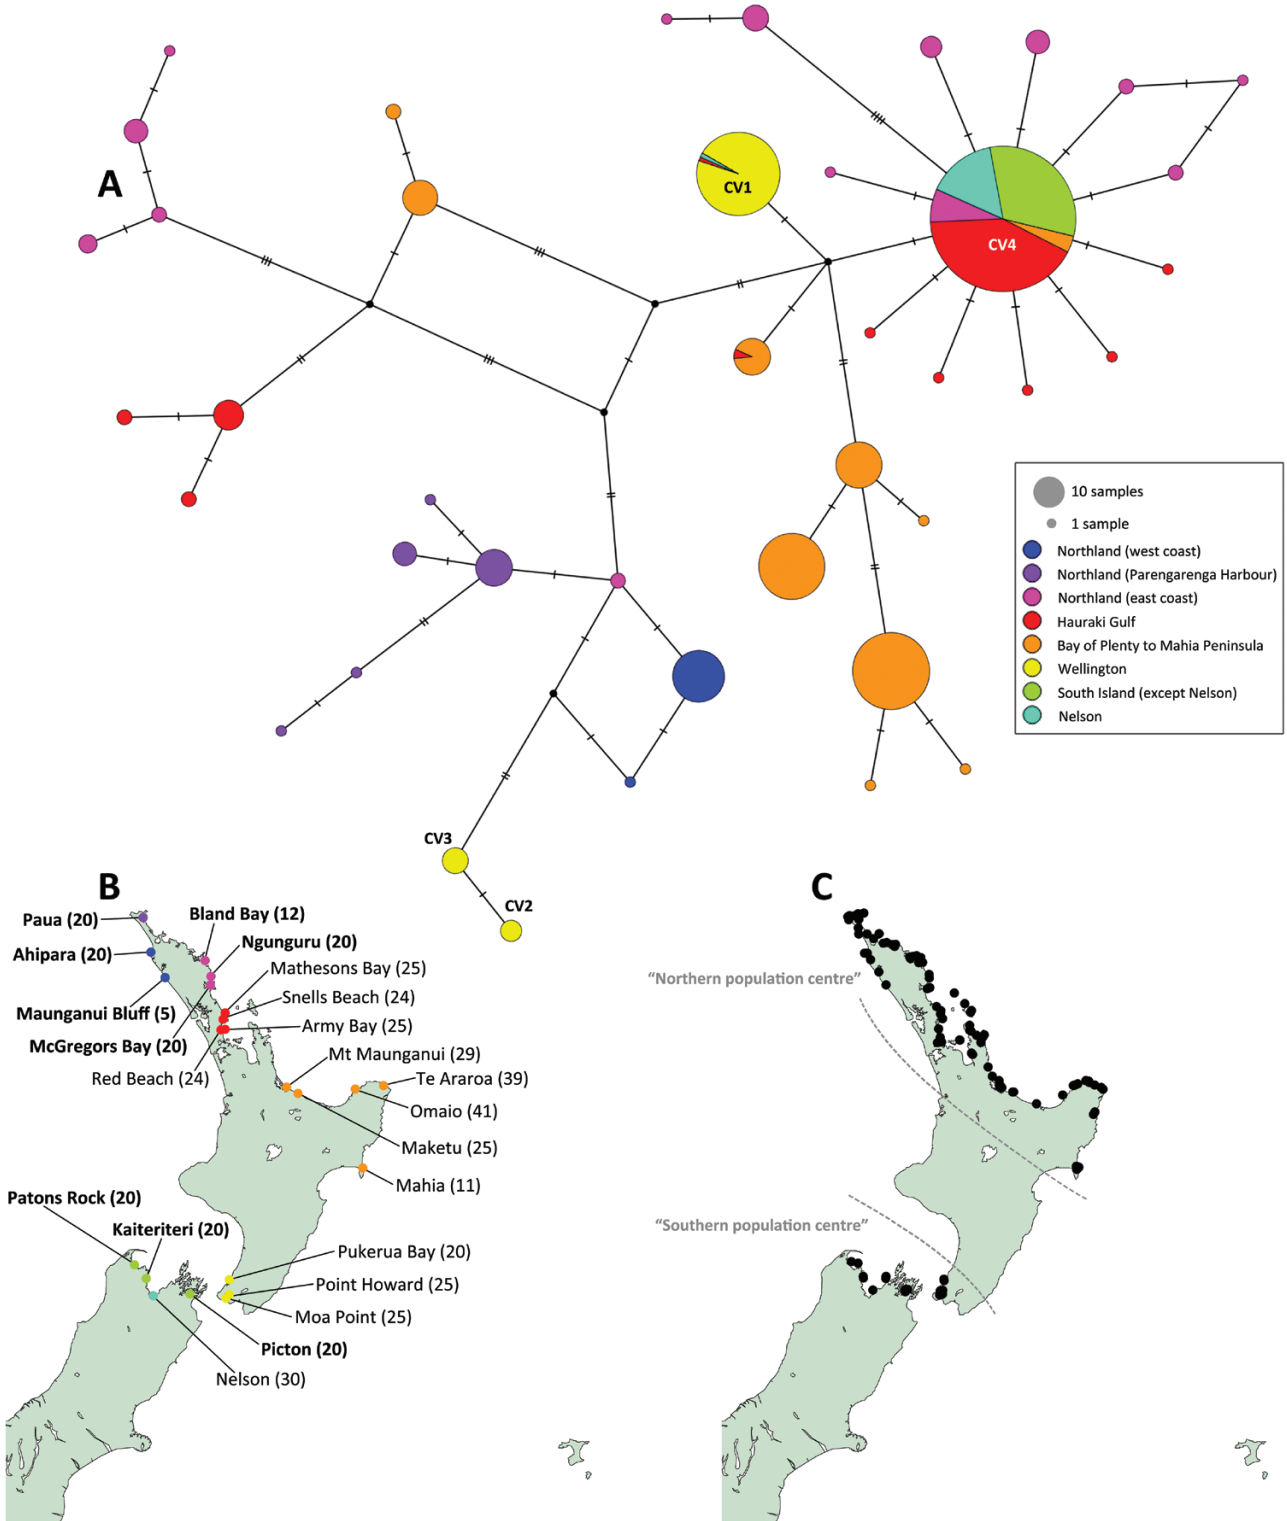 A
CV1
CV4
10 samples
1 sample
Northland (west coast)
Northland (Parengarenga Harbour)
Northland (east coast)
Hauraki Gulf
Bay of Plenty to Mahia Peninsula
Wellington
South Island (except Nelson)
Nelson
CV3
CV2
B
Paua (20)
Bland Bay (12)
Ahipara (20)
Ngunguru (20)
Mathesons Bay (25)
Snells Beach (24)
Maunganui Bluff (5)
Army Bay (25)
McGregors Bay (20)
Mt Maunganui (29)
Red Beach (24)
Te Araroa (39)
Omaio (41)
Maketu (25)
Mahia (11)
Patons Rock (20)
Kaiteriteri (20)
Pukerua Bay (20)
Point Howard (25)
Moa Point (25)
Picton (20)
Nelson (30)
C
“Northern population centre”
“Southern population centre”